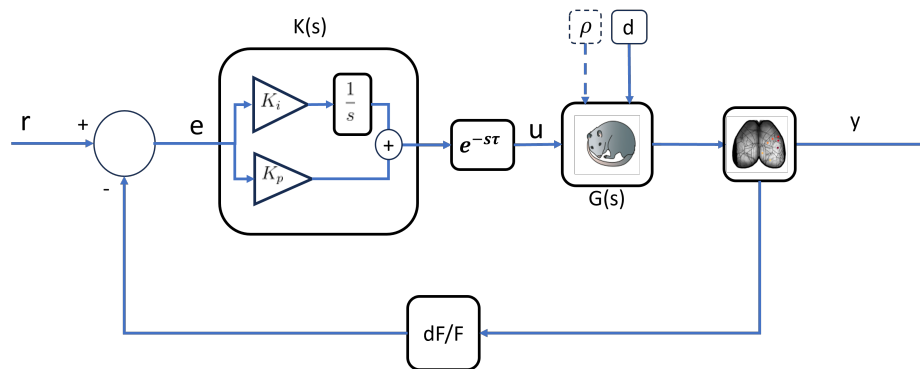 K(s)
ρ
d
r
+
-
e
K_i
1
s
+
K_p
e^{-sτ}
u
G(s)
y
dF/F